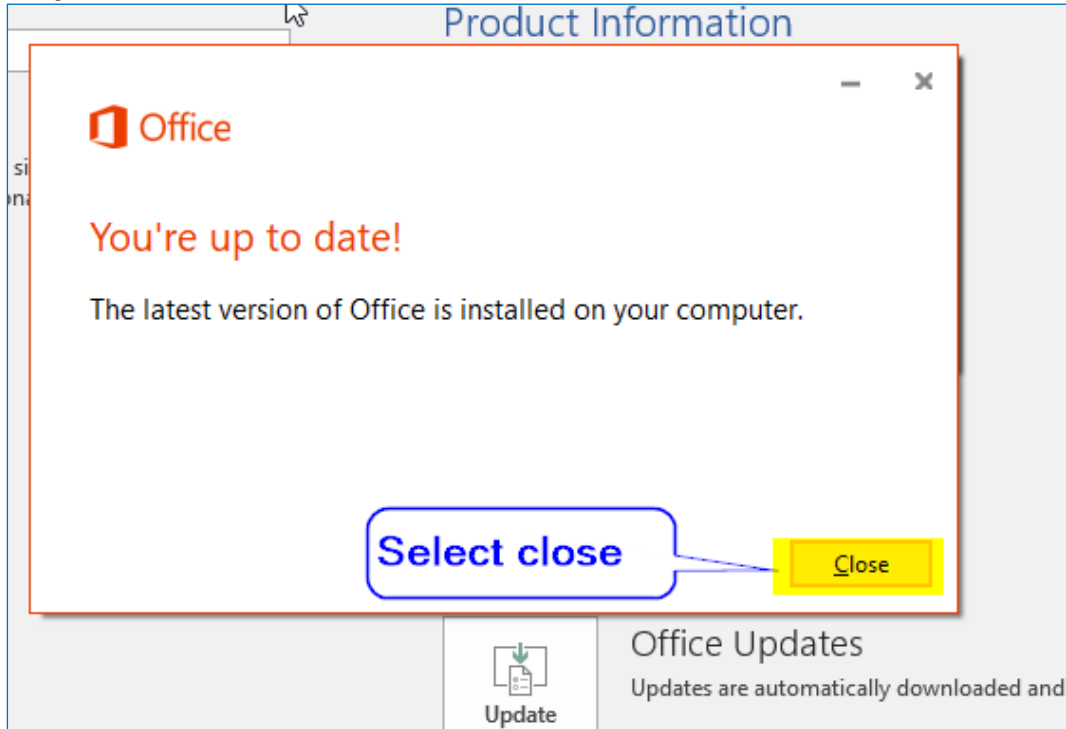 Product Information
Office
si
You're up to date!
The latest version of Office is installed on your computer.
Select close
Close
Office Updates
Updates are automatically downloaded and
Update